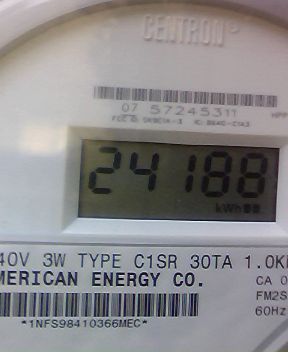 CENTRON®
07 57245311
24188
kWh
40V 3W TYPE C1SR 30TA 1.0K
MERICAN ENERGY CO.
CA 0
FM2S
60Hz
*1NFS98410366MEC*